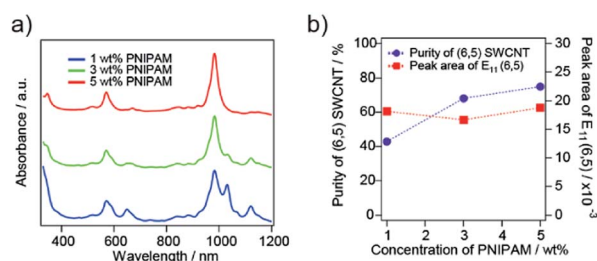 a)
1 wt% PNIPAM
3 wt% PNIPAM
5 wt% PNIPAM
Absorbance / a.u.
400
600
800
1000
1200
Wavelength / nm
b)
Purity of (6,5) SWCNT
Peak area of E11(6,5)
Purity of (6,5) SWCNT / %
100
80
60
40
20
0
1
2
3
4
5
Concentration of PNIPAM / wt%
30
25
20
15
10
5
0
Peak area of E11(6,5) / x10-3